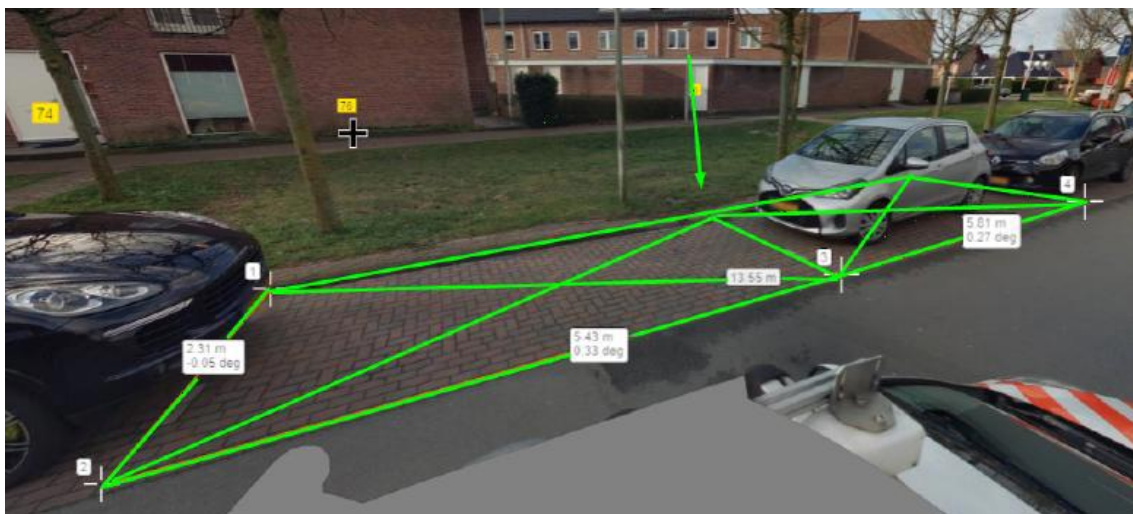 74
76
1
2.31 m
-0.05 deg
2
5.43 m
0.33 deg
13.55 m
3
5.81 m
0.27 deg
4